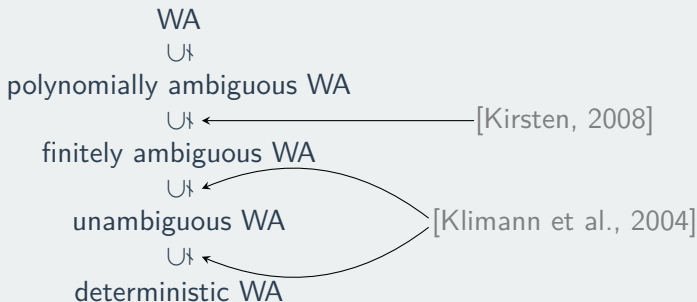 WA
∪∤
polynomially ambiguous WA
∪∤ [Kirsten, 2008]
finitely ambiguous WA
∪∤
unambiguous WA [Klimann et al., 2004]
∪∤
deterministic WA